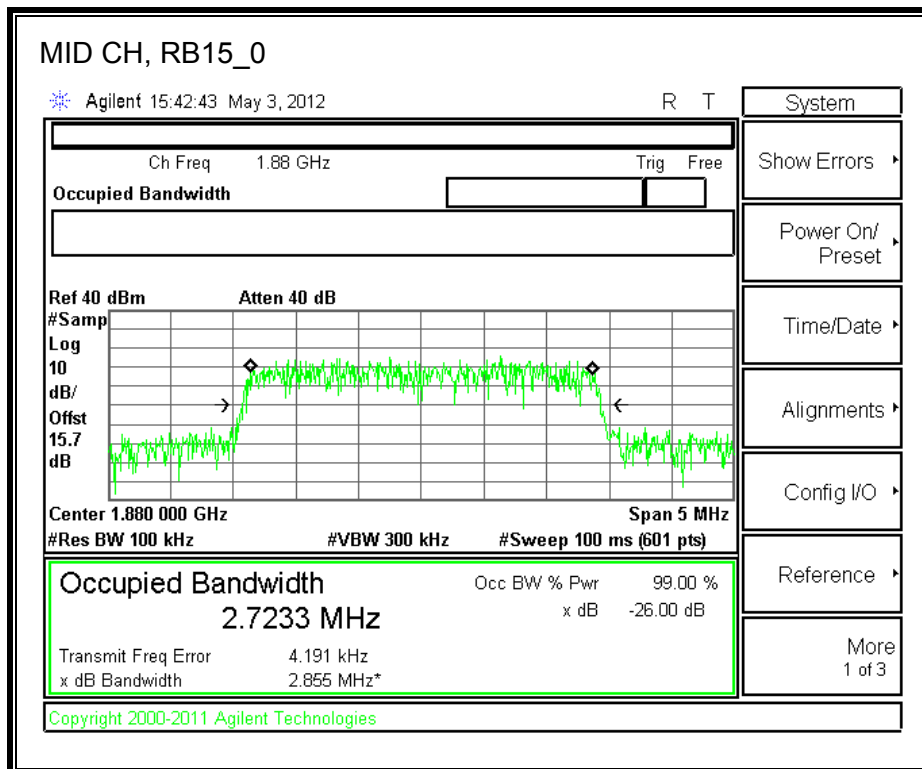 MID CH, RB15_0
Agilent 15:42:43 May 3, 2012 R T
System
Ch Freq 1.88 GHz Trig Free
Show Errors
Occupied Bandwidth
Power On/
Preset
Ref 40 dBm Atten 40 dB
#Samp
Log
10
dB/
Offst
15.7
dB
Time/Date
Alignments
Config I/O
Center 1.880 000 GHz Span 5 MHz
#Res BW 100 kHz #VBW 300 kHz #Sweep 100 ms (601 pts)
Occupied Bandwidth Occ BW % Pwr 99.00 %
2.7233 MHz x dB -26.00 dB
Reference
Transmit Freq Error 4.191 kHz
x dB Bandwidth 2.855 MHz*
More
1 of 3
Copyright 2000-2011 Agilent Technologies